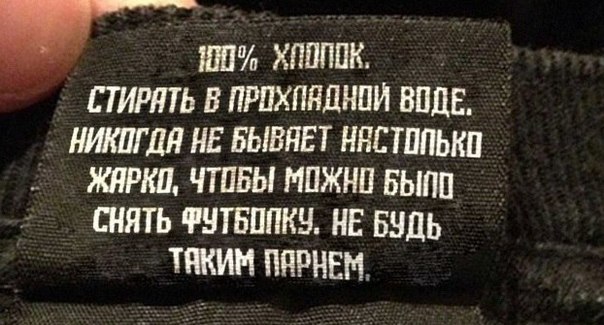 100% ХЛОПОК.
СТИРАТЬ В ПРОХЛАДНОЙ ВОДЕ.
НИКОГДА НЕ БЫВАЕТ НАСТОЛЬКО
ЖАРКО, ЧТОБЫ МОЖНО БЫЛО
СНЯТЬ ФУТБОЛКУ. НЕ БУДЬ
ТАКИМ ПАРНЕМ.